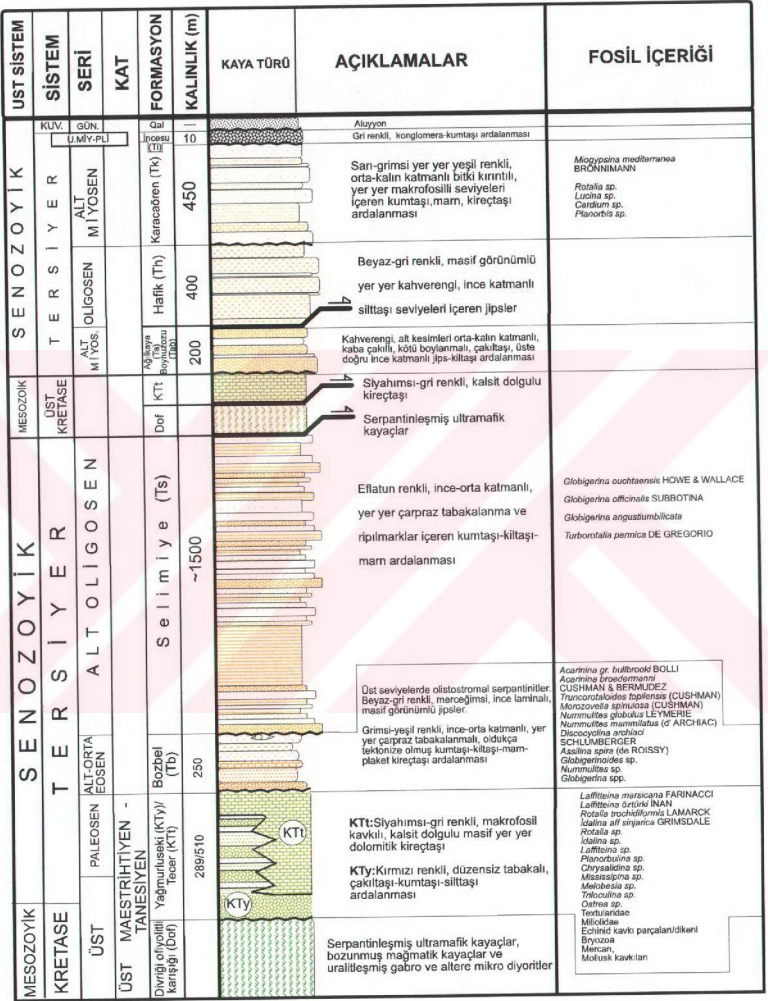 ÜST SİSTEM
SİSTEM
SERİ
KAT
FORMASYON
KALINLIK (m)
KAYA TÜRÜ
AÇIKLAMALAR
FOSİL İÇERİĞİ
SENOZOYİK
TERSİYER
KUV.
GÜN.
Qal
—
Aluyyon
Ü.MİY-PLİ
İncesu
(Ti)
10
Gri renkli, konglomera-kumtaşı ardalanması
ALT
MİYOSEN
Karacaören (Tk)
450
Sarı-grimsi yer yer yeşil renkli,
orta-kalın katmanlı bitki kırıntılı,
yer yer makrofosilli seviyeleri
içeren kumtaşı,marn, kireçtaşı
ardalanması
Miogypsina mediterranea
BRÖNNIMANN
Rotalia sp.
Lucina sp.
Cardium sp.
Planorbis sp.
OLİGOSEN
Hafik (Th)
400
Beyaz-gri renkli, masif görünümlü
yer yer kahverengi, ince katmanlı
silttaşı seviyeleri içeren jipsler
ALT
MİYOS.
Ağılkaya
(Ta)
Boynuözü
(Tab)
200
Kahverengi, alt kesimleri orta-kalın katmanlı,
kaba çakıllı, kötü boylanmalı, çakıltaşı, üste
doğru ince katmanlı jips-kiltaşı ardalanması
MESOZOİK
ÜST
KRETASE
KTt
Siyahımsı-gri renkli, kalsit dolgulu
kireçtaşı
Dof
Serpantinleşmiş ultramafik
kayaçlar
SENOZOYİK
TERSİYER
ALT OLİGOSEN
Selimiye (Ts)
~1500
Eflatun renkli, ince-orta katmanlı,
yer yer çarpraz tabakalanma ve
ripılmarklar içeren kumtaşı-kiltaşı-
marn ardalanması
Globigerina ouchtaensis HOWE & WALLACE
Globigerina officinalis SUBBOTINA
Globigerina angustiumbilicata
Turborotalia permica DE GREGORIO
ALT-ORTA
EOSEN
Bozbel
(Tb)
250
Üst seviyelerde olistostromal serpantinitler.
Beyaz-gri renkli, merceğimsi, ince laminalı,
masif görünümlü jipsler.
Grimsi-yeşil renkli, ince-orta katmanlı, yer
yer çarpraz tabakalanmalı, oldukça
tektonize olmuş kumtaşı-kiltaşı-marn-
plaket kireçtaşı ardalanması
Acarinina gr. bullbrooki BOLLI
Acarinina broedermanni
CUSHMAN & BERMUDEZ
Truncorotaloides topilensis (CUSHMAN)
Morozovella spinulosa (CUSHMAN)
Nummulites globulus LEYMERIE
Nummulites mammilatus (d' ARCHIAC)
Discocyclina archiaci
SCHLUMBERGER
Assilina spira (de ROISSY)
Globigerinoides sp.
Nummulites sp.
Globigerina spp.
PALEOSEN
ÜST MAESTRİHTİYEN -
TANESİYEN
Yağmurluseki (KTy)/
Tecer (KTt)
289/510
KTt
KTy
KTt:Siyahımsı-gri renkli, makrofosil
kavkılı, kalsit dolgulu masif yer yer
dolomitik kireçtaşı
KTy:Kırmızı renkli, düzensiz tabakalı,
çakıltaşı-kumtaşı-silttaşı
ardalanması
Laffitteina marsicana FARINACCI
Laffitteina öztürki İNAN
Rotalia trochidiformis LAMARCK
İdalina aff sinjarica GRIMSDALE
Rotalia sp.
İdalina sp.
Laffiteina sp.
Planorbulina sp.
Chrysalidina sp.
Mississipina sp.
Melobesia sp.
Triloculina sp.
Ostrea sp.
Textularidae
Miliolidae
Echinid kavkı parçaları/dikeni
Bryozoa
Mercan,
Mollusk kavkıları
MESOZOYİK
KRETASE
ÜST
Divriği ofiyolitli
karışığı (Dof)
Serpantinleşmiş ultramafik kayaçlar,
bozunmuş mağmatik kayaçlar ve
uralitleşmiş gabro ve altere mikro diyoritler